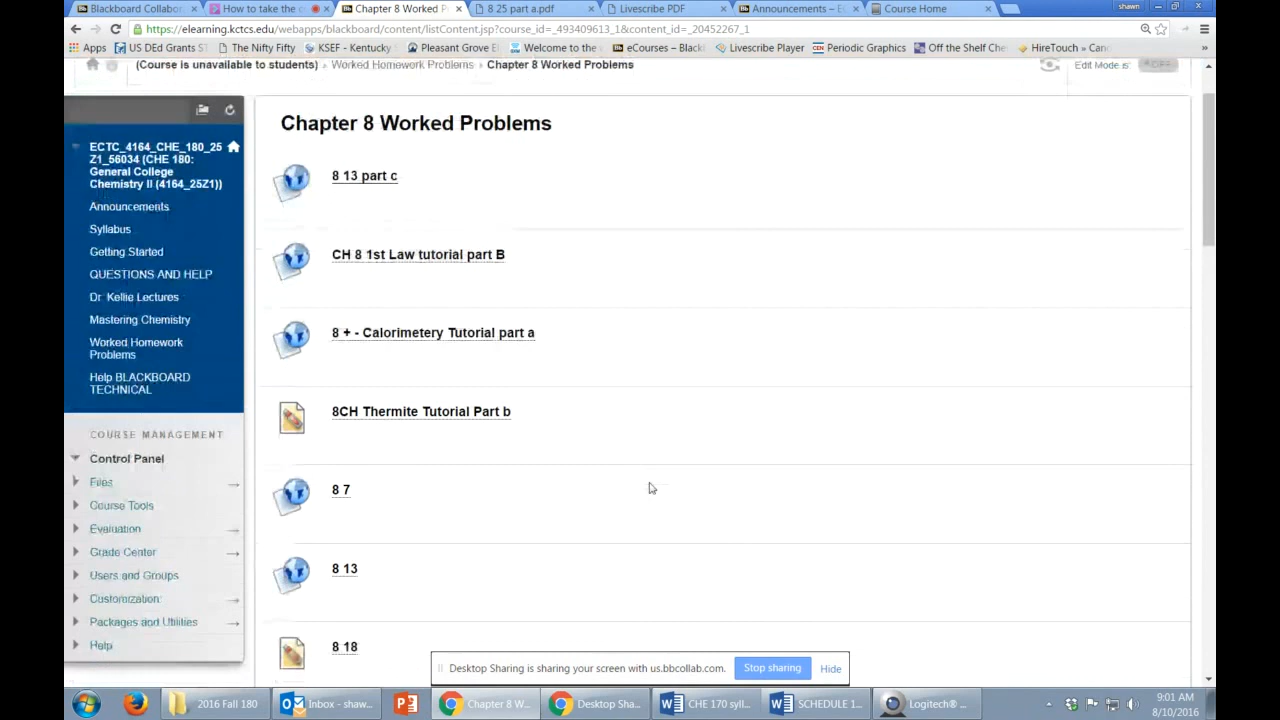 Blackboard Collabora
How to take the c
Chapter 8 Worked P
8 25 part a.pdf
Livescribe PDF
Announcements – EC
Course Home
shawn
https://elearning.kctcs.edu/webapps/blackboard/content/listContent.jsp?course_id=_493409613_1&content_id=_20452267_1
Apps
US DEd Grants S
The Nifty Fifty
KSEF - Kentucky S
Pleasant Grove El
Welcome to the
eCourses – Blackb
Livescribe Player
Periodic Graphics
Off the Shelf Che
HireTouch » Can
»
(Course is unavailable to students) › Worked Homework Problems › Chapter 8 Worked Problems
Edit Mode is:
OFF
ECTC_4164_CHE_180_25
Z1_56034 (CHE 180:
General College
Chemistry II (4164_25Z1))
Announcements
Syllabus
Getting Started
QUESTIONS AND HELP
Dr Kellie Lectures
Mastering Chemistry
Worked Homework
Problems
Help BLACKBOARD
TECHNICAL
COURSE MANAGEMENT
Control Panel
Files
Course Tools
Evaluation
Grade Center
Users and Groups
Customization
Packages and Utilities
Help
Chapter 8 Worked Problems
8 13 part c
CH 8 1st Law tutorial part B
8 + - Calorimetery Tutorial part a
8CH Thermite Tutorial Part b
8 7
8 13
8 18
Desktop Sharing is sharing your screen with us.bbcollab.com.
Stop sharing
Hide
2016 Fall 180
Inbox - shaw...
Chapter 8 W...
Desktop Sha...
CHE 170 syll...
SCHEDULE 1...
Logitech® ...
9:01 AM
8/10/2016